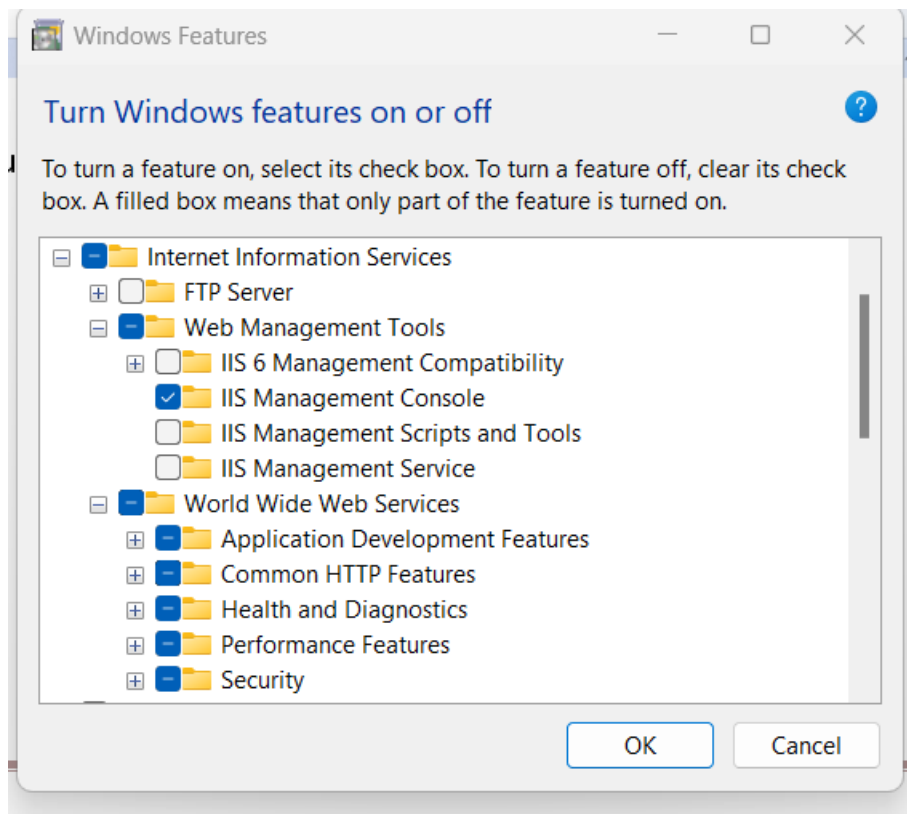 Windows Features
Turn Windows features on or off
?
To turn a feature on, select its check box. To turn a feature off, clear its check
box. A filled box means that only part of the feature is turned on.
Internet Information Services
FTP Server
Web Management Tools
IIS 6 Management Compatibility
IIS Management Console
IIS Management Scripts and Tools
IIS Management Service
World Wide Web Services
Application Development Features
Common HTTP Features
Health and Diagnostics
Performance Features
Security
OK
Cancel